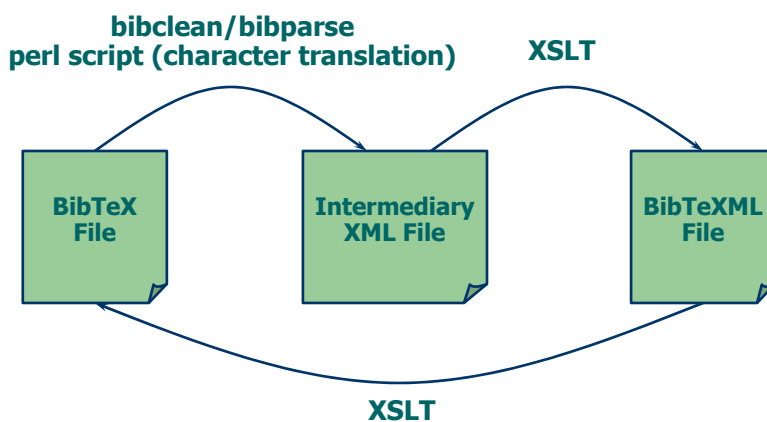 bibclean/bibparse
perl script (character translation)
XSLT
BibTeX
File
Intermediary
XML File
BibTeXML
File
XSLT